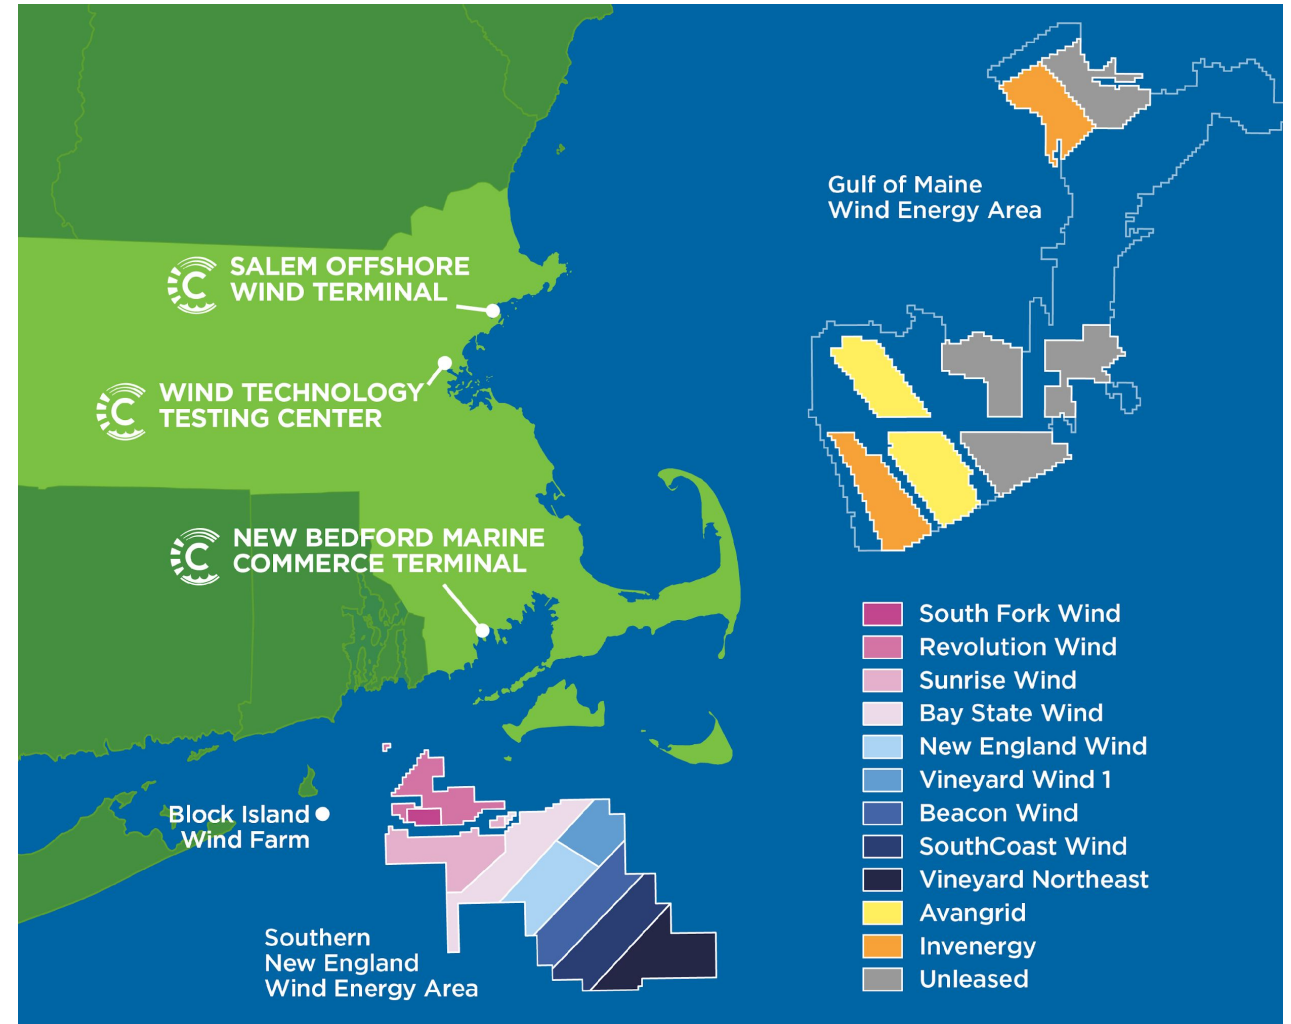 Gulf of Maine
Wind Energy Area
C
SALEM OFFSHORE
WIND TERMINAL
C
WIND TECHNOLOGY
TESTING CENTER
C
NEW BEDFORD MARINE
COMMERCE TERMINAL
Block Island
Wind Farm
Southern
New England
Wind Energy Area
South Fork Wind
Revolution Wind
Sunrise Wind
Bay State Wind
New England Wind
Vineyard Wind 1
Beacon Wind
SouthCoast Wind
Vineyard Northeast
Avangrid
Invenergy
Unleased